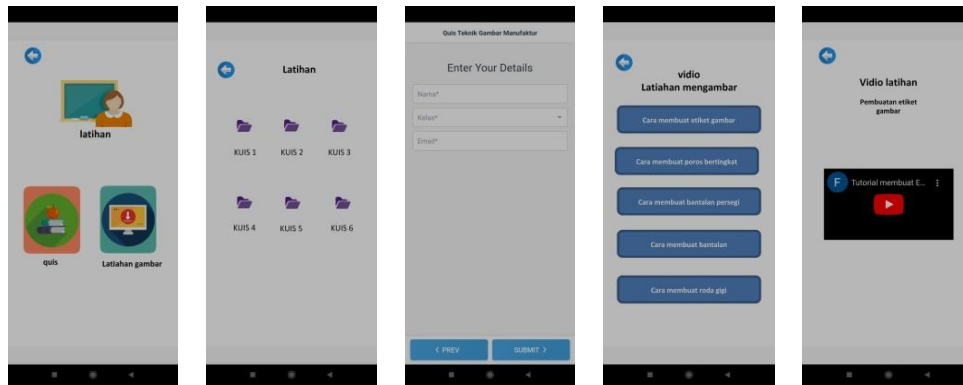 latihan
quis
Latiahan gambar
Latihan
KUIS 1 KUIS 2 KUIS 3
KUIS 4 KUIS 5 KUIS 6
Quis Teknik Gambar Manufaktur
Enter Your Details
Nama*
Kelas*
Email*
< PREV
SUBMIT >
vidio
Latiahan mengambar
Cara membuat etiket gambar
Cara membuat poros bertingkat
Cara membuat bantalan persegi
Cara membuat bantalan
Cara membuat roda gigi
Vidio latihan
Pembuatan etiket
gambar
F Tutorial membuat E...